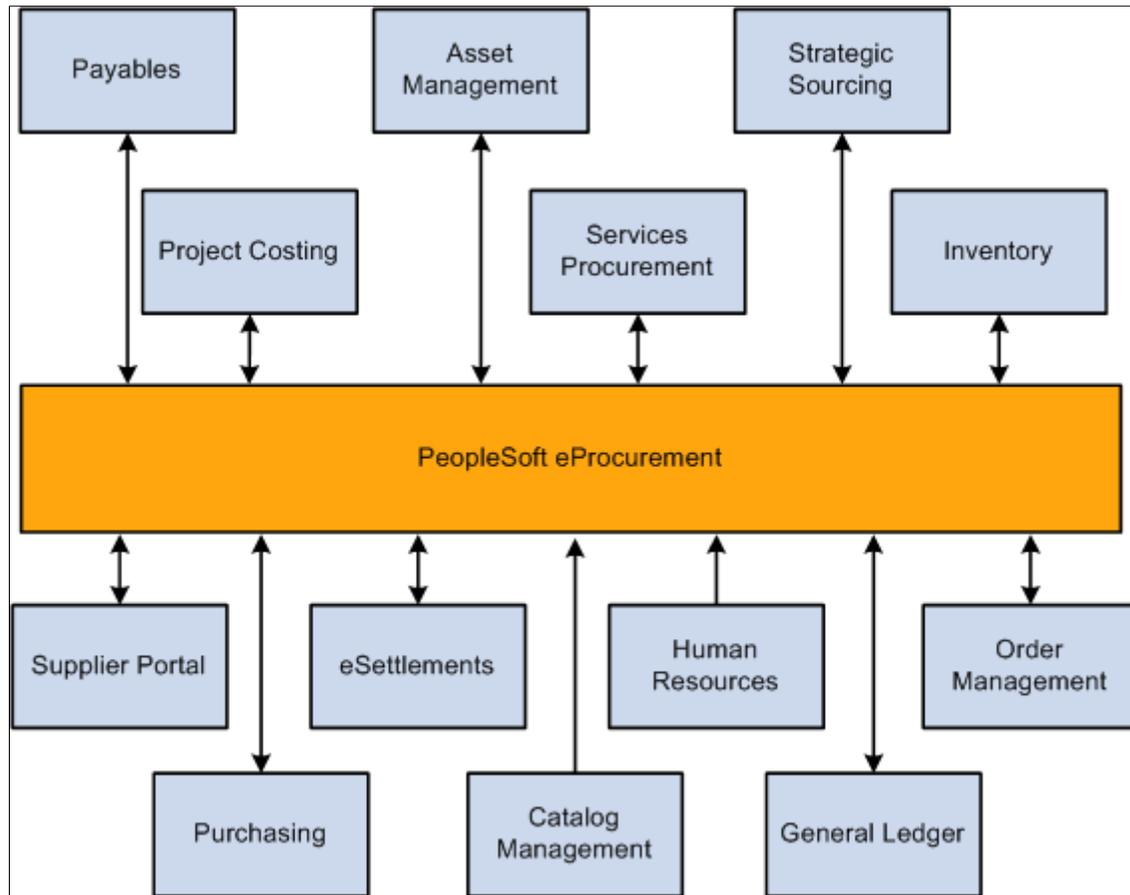 Payables
Asset
Management
Strategic
Sourcing
Project Costing
Services
Procurement
Inventory
PeopleSoft eProcurement
Supplier Portal
eSettlements
Human
Resources
Order
Management
Purchasing
Catalog
Management
General Ledger